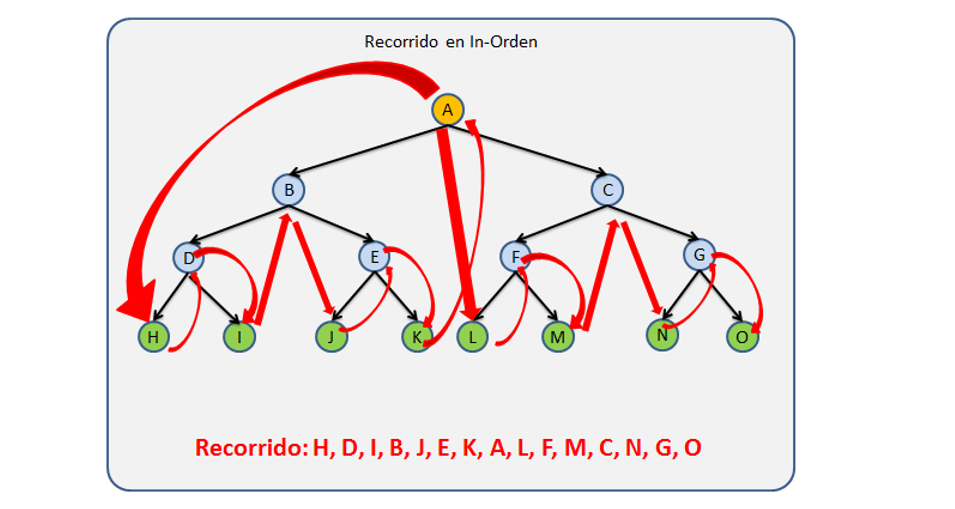 Recorrido en In-Orden
A
B C
D E F G
H I J K L M N O
Recorrido: H, D, I, B, J, E, K, A, L, F, M, C, N, G, O